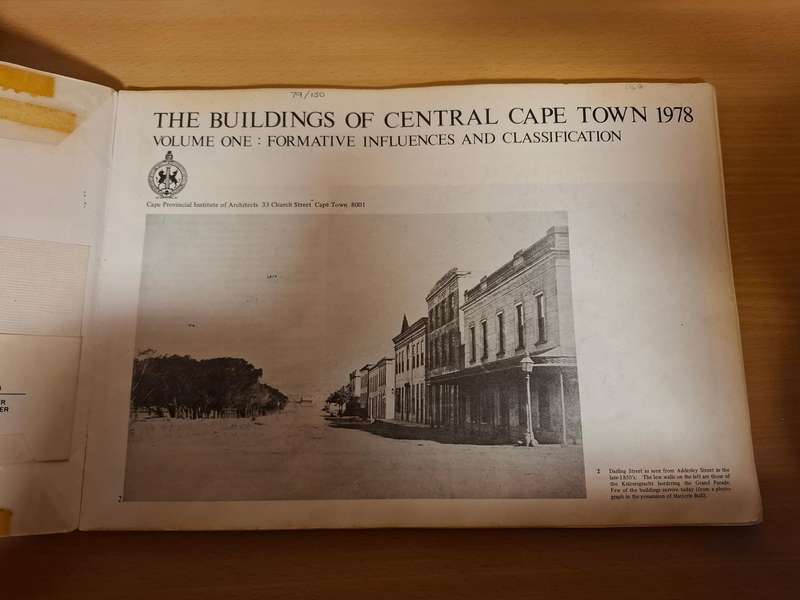 79/150
THE BUILDINGS OF CENTRAL CAPE TOWN 1978
VOLUME ONE : FORMATIVE INFLUENCES AND CLASSIFICATION
Cape Provincial Institute of Architects 33 Church Street Cape Town 8001
2
2 Darling Street as seen from Adderley Street in the
late 1850's. The low walls on the left are those of
the Keizersgracht bordering the Grand Parade.
Few of the buildings survive today (from a photo-
graph in the possession of Marjorie Bull).